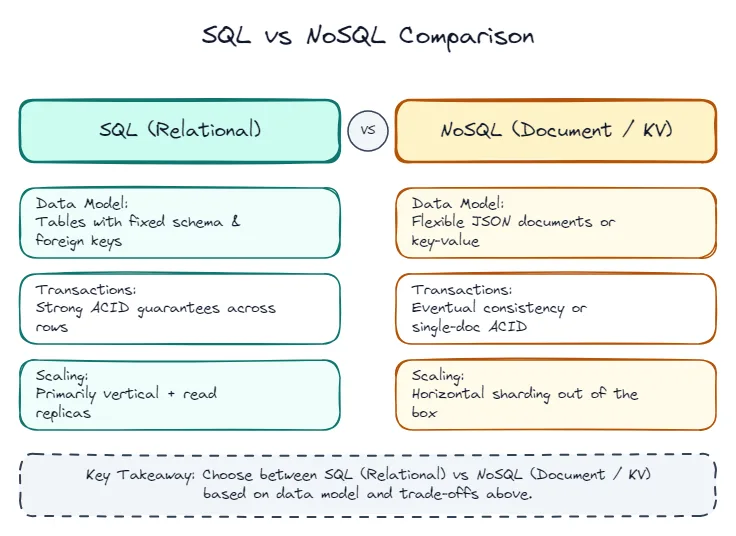 SQL vs NoSQL Comparison
SQL (Relational)
VS
NoSQL (Document / KV)
Data Model:
Tables with fixed schema &
foreign keys
Data Model:
Flexible JSON documents or
key-value
Transactions:
Strong ACID guarantees across
rows
Transactions:
Eventual consistency or
single-doc ACID
Scaling:
Primarily vertical + read
replicas
Scaling:
Horizontal sharding out of the
box
Key Takeaway: Choose between SQL (Relational) vs NoSQL (Document / KV)
based on data model and trade-offs above.